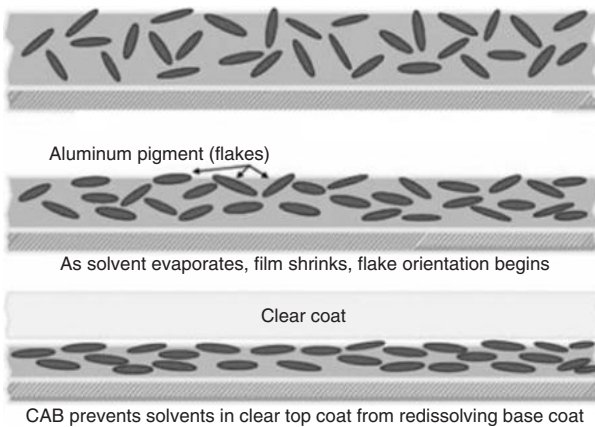 Aluminum pigment (flakes)
As solvent evaporates, film shrinks, flake orientation begins
Clear coat
CAB prevents solvents in clear top coat from redissolving base coat